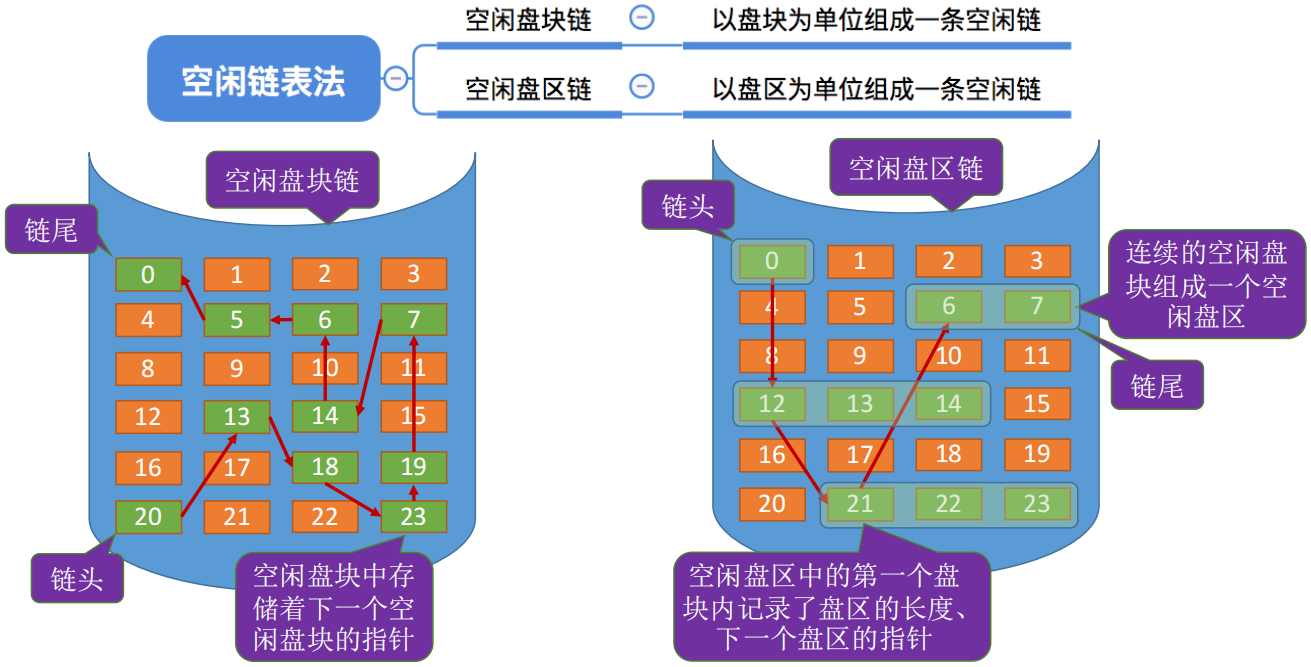 空闲链表法
空闲盘块链
以盘块为单位组成一条空闲链
空闲盘区链
以盘区为单位组成一条空闲链
空闲盘块链
链尾
0 1 2 3
4 5 6 7
8 9 10 11
12 13 14 15
16 17 18 19
20 21 22 23
链头
空闲盘块中存
储着下一个空
闲盘块的指针
空闲盘区链
链头
0 1 2 3
4 5 6 7
8 9 10 11
12 13 14 15
16 17 18 19
20 21 22 23
连续的空闲盘
块组成一个空
闲盘区
链尾
空闲盘区中的第一个盘
块内记录了盘区的长度、
下一个盘区的指针